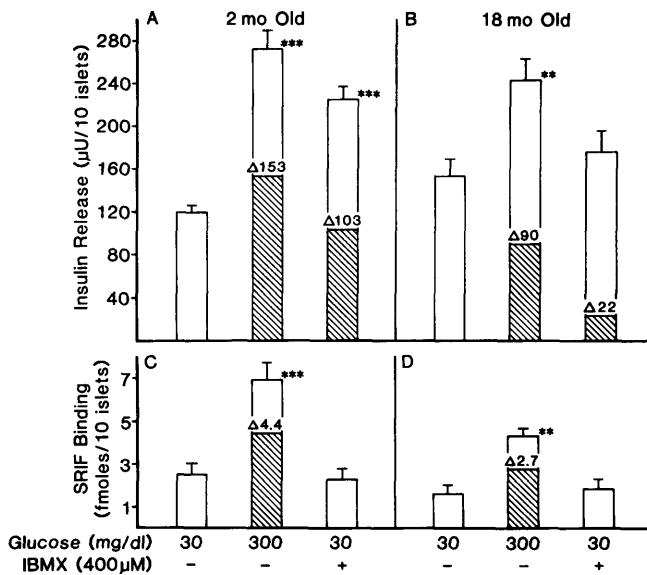 A
2 mo Old
B
18 mo Old
Insulin Release (μU/10 islets)
280
240
200
160
120
80
40
***
***
**
Δ153
Δ103
Δ90
Δ22
C
D
SRIF Binding
(fmoles/10 islets)
7
5
3
1
***
**
Δ4.4
Δ2.7
Glucose (mg/dl) 30 300 30 30 300 30
IBMX (400μM) - - + - - +